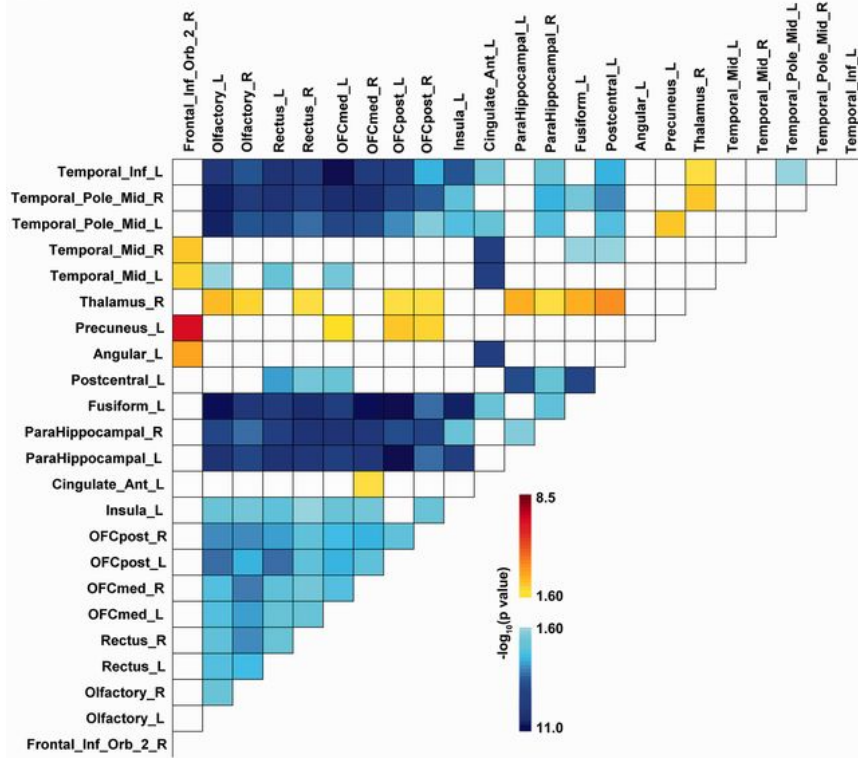 Frontal_Inf_Orb_2_R
Olfactory_L
Olfactory_R
Rectus_L
Rectus_R
OFCmed_L
OFCmed_R
OFCpost_L
OFCpost_R
Insula_L
Cingulate_Ant_L
ParaHippocampal_L
ParaHippocampal_R
Fusiform_L
Postcentral_L
Angular_L
Precuneus_L
Thalamus_R
Temporal_Mid_L
Temporal_Mid_R
Temporal_Pole_Mid_L
Temporal_Pole_Mid_R
Temporal_Inf_L
Temporal_Inf_L
Temporal_Pole_Mid_R
Temporal_Pole_Mid_L
Temporal_Mid_R
Temporal_Mid_L
Thalamus_R
Precuneus_L
Angular_L
Postcentral_L
Fusiform_L
ParaHippocampal_R
ParaHippocampal_L
Cingulate_Ant_L
Insula_L
OFCpost_R
OFCpost_L
OFCmed_R
OFCmed_L
Rectus_R
Rectus_L
Olfactory_R
Olfactory_L
Frontal_Inf_Orb_2_R
8.5
1.60
1.60
11.0
-log₁₀(p value)